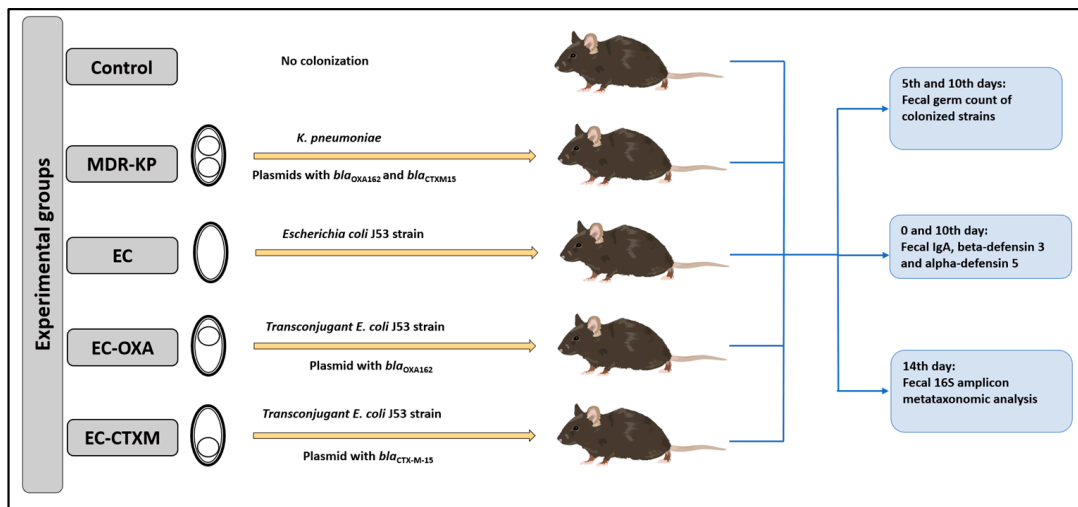 Experimental groups
Control
No colonization
MDR-KP
K. pneumoniae
Plasmids with blaOXA162 and blaCTXM15
EC
Escherichia coli J53 strain
EC-OXA
Transconjugant E. coli J53 strain
Plasmid with blaOXA162
EC-CTXM
Transconjugant E. coli J53 strain
Plasmid with blaCTX-M-15
5th and 10th days:
Fecal germ count of
colonized strains
0 and 10th day:
Fecal IgA, beta-defensin 3
and alpha-defensin 5
14th day:
Fecal 16S amplicon
metataxonomic analysis